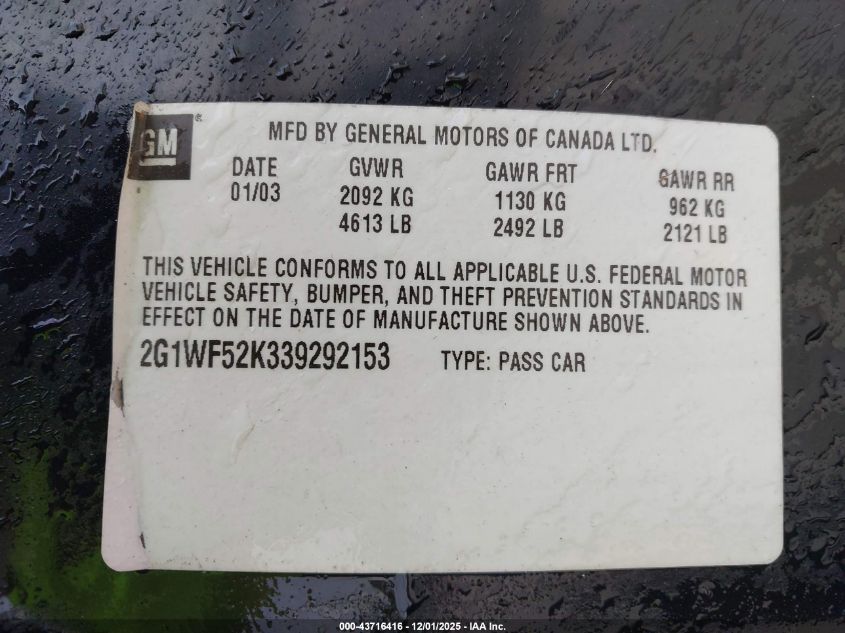 GM®
MFD BY GENERAL MOTORS OF CANADA LTD.
DATE GVWR GAWR FRT GAWR RR
01/03 2092 KG 1130 KG 962 KG
4613 LB 2492 LB 2121 LB
THIS VEHICLE CONFORMS TO ALL APPLICABLE U.S. FEDERAL MOTOR
VEHICLE SAFETY, BUMPER, AND THEFT PREVENTION STANDARDS IN
EFFECT ON THE DATE OF MANUFACTURE SHOWN ABOVE.
2G1WF52K339292153 TYPE: PASS CAR
000-43716416 - 12/01/2025 - IAA Inc.